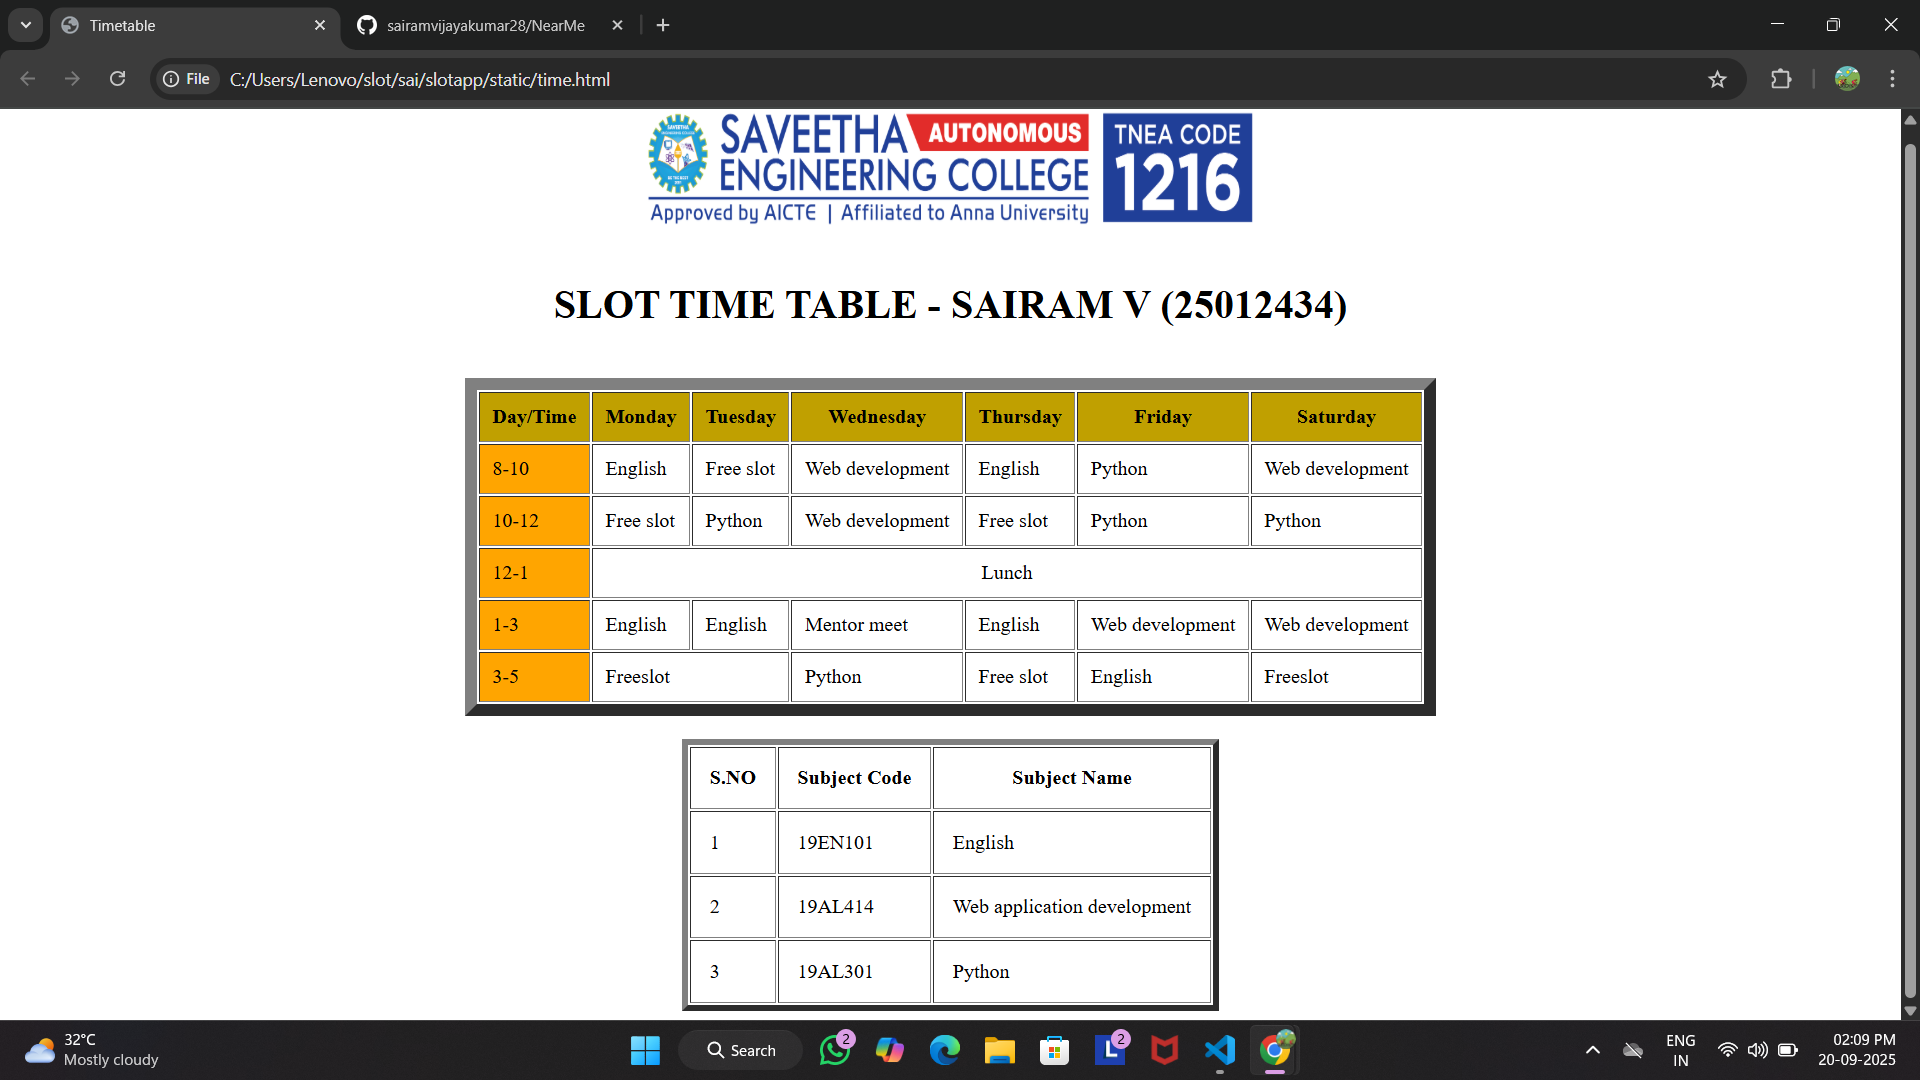 Timetable
sairamvijayakumar28/NearMe
File C:/Users/Lenovo/slot/sai/slotapp/static/time.html
SAVEETHA AUTONOMOUS
ENGINEERING COLLEGE
Approved by AICTE | Affiliated to Anna University
TNEA CODE
1216
SLOT TIME TABLE - SAIRAM V (25012434)
Day/Time Monday Tuesday Wednesday Thursday Friday Saturday
8-10 English Free slot Web development English Python Web development
10-12 Free slot Python Web development Free slot Python Python
12-1 Lunch
1-3 English English Mentor meet English Web development Web development
3-5 Freeslot Python Free slot English Freeslot
S.NO Subject Code Subject Name
1 19EN101 English
2 19AL414 Web application development
3 19AL301 Python
32°C
Mostly cloudy
Search
2
L 2
ENG
IN
02:09 PM
20-09-2025